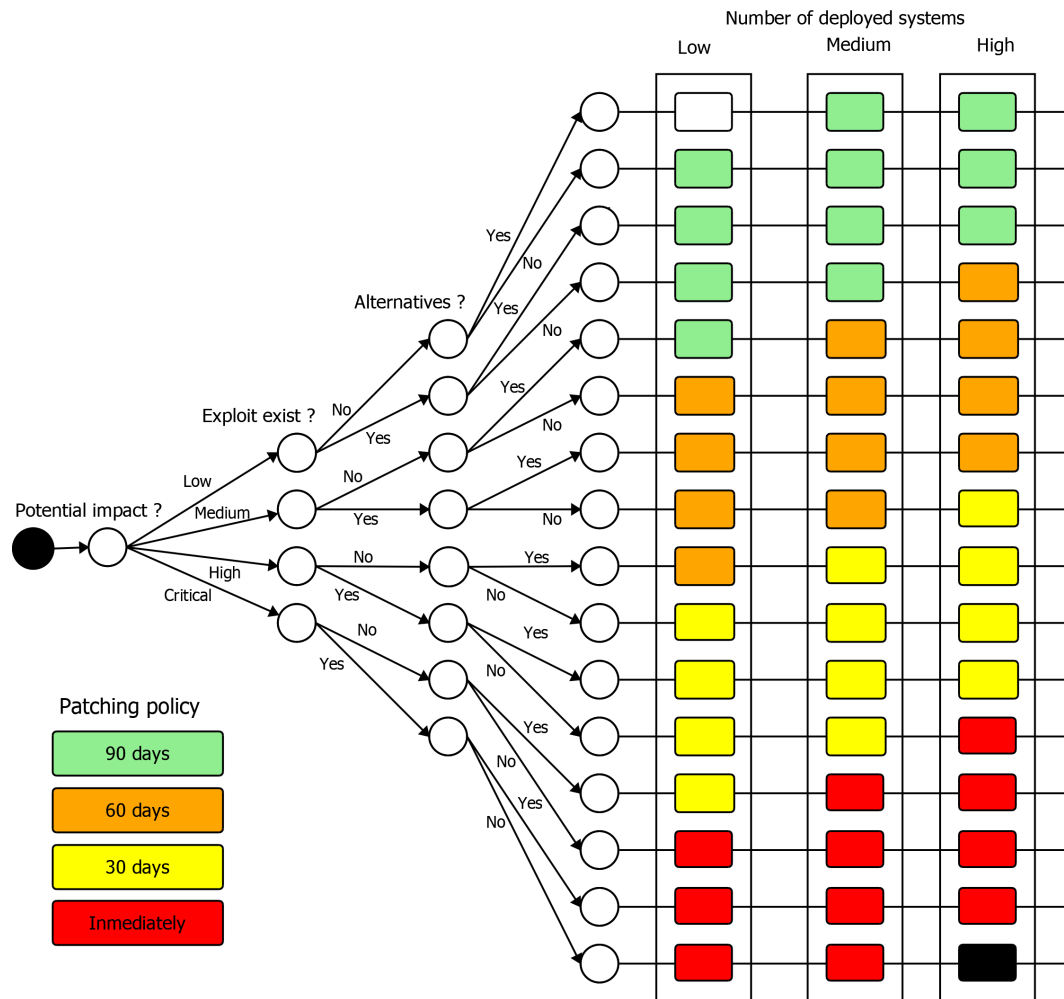 Number of deployed systems
Low
Medium
High
Yes
No
Alternatives ?
Yes
No
Yes
Exploit exist ?
No
Yes
No
No
Yes
Low
Potential impact ?
Medium
Yes
No
High
No
Yes
Critical
Yes
No
No
Yes
Yes
No
Patching policy
Yes
90 days
No
60 days
Yes
No
30 days
Inmediately